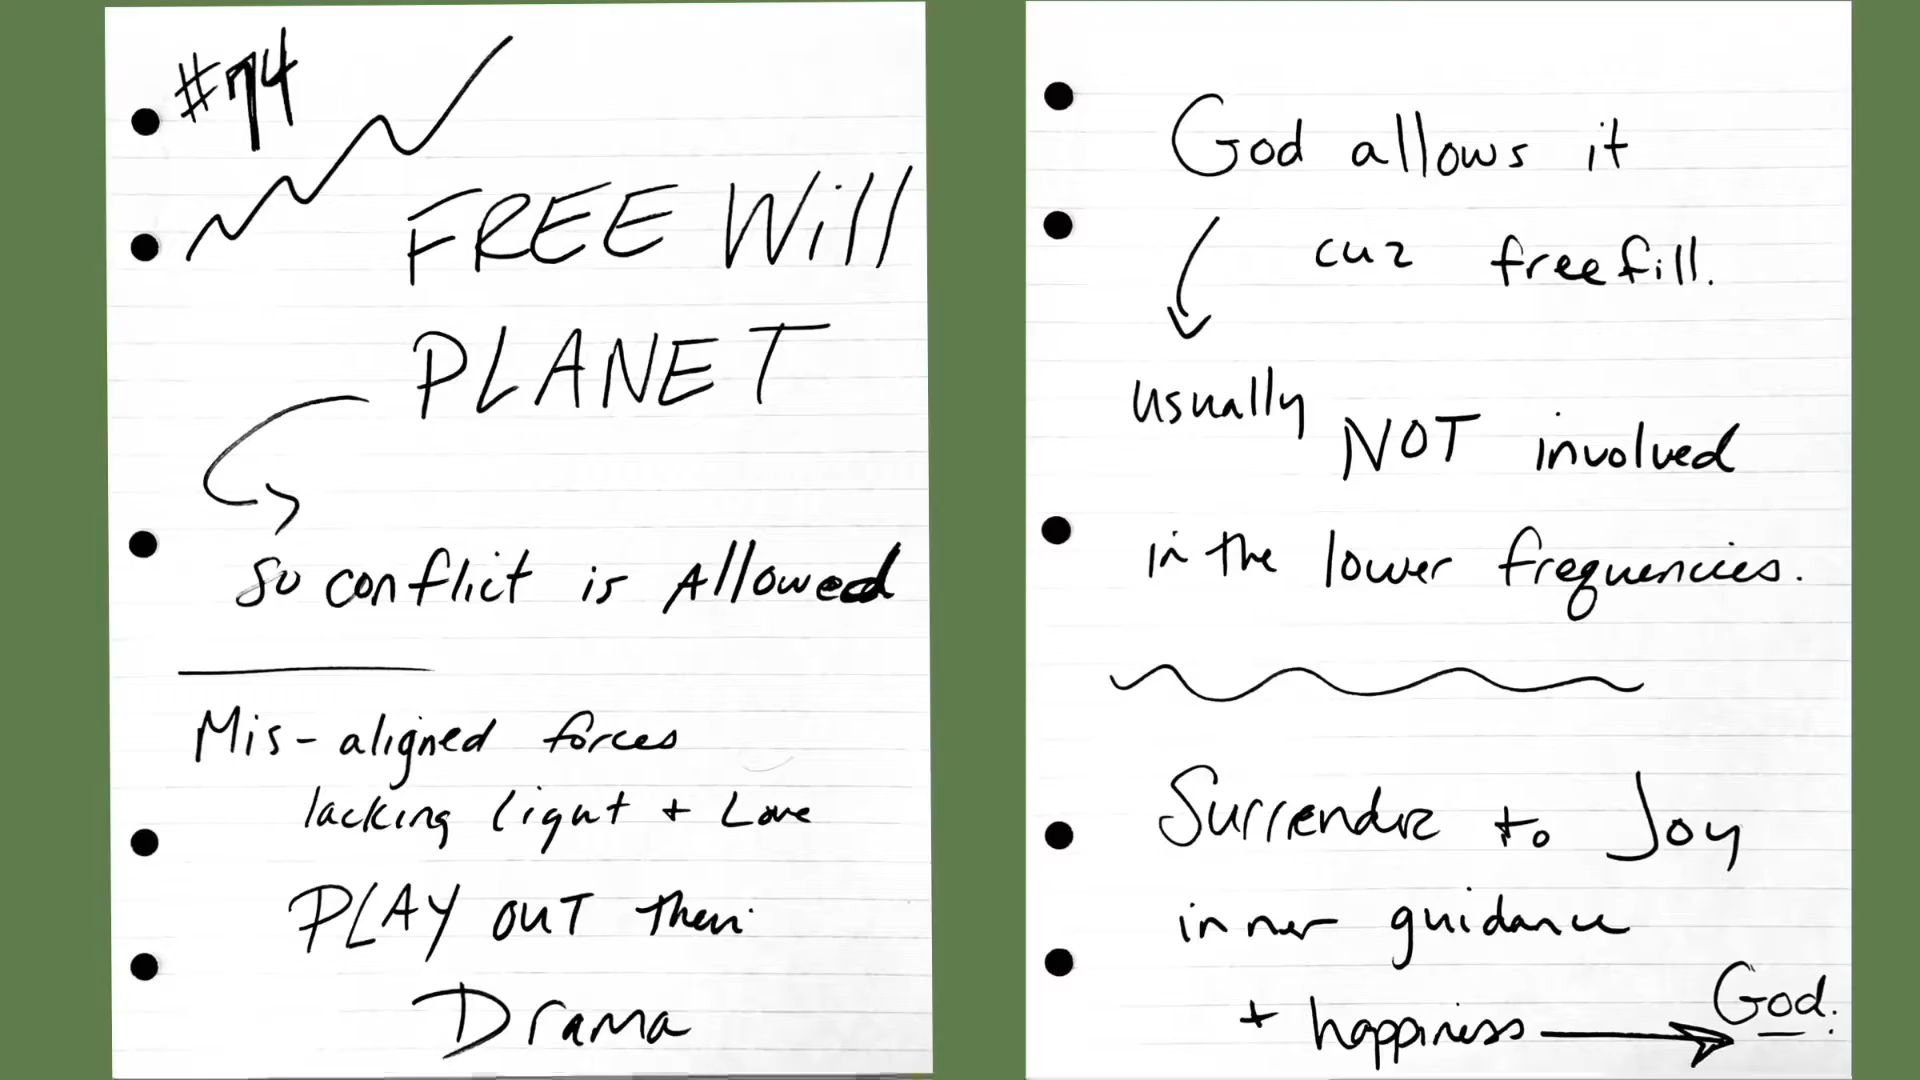 #74
FREE Will
PLANET
so conflict is Allowed
Mis-aligned forces
lacking light + Love
PLAY OUT their
Drama
God allows it
cuz free fill.
usually NOT involved
in the lower frequencies.
Surrender to Joy
inner guidance
+ happiness → God.